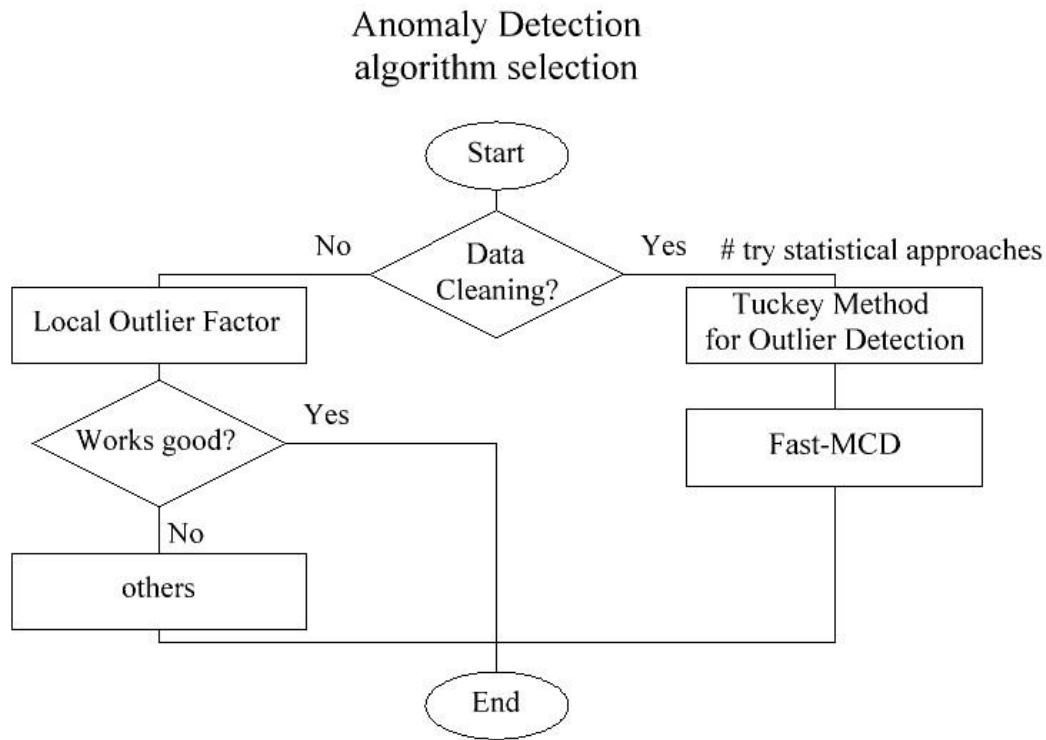 Anomaly Detection
algorithm selection
Start
No
Data
Cleaning?
Yes
# try statistical approaches
Local Outlier Factor
Tuckey Method
for Outlier Detection
Works good?
Yes
Fast-MCD
No
others
End